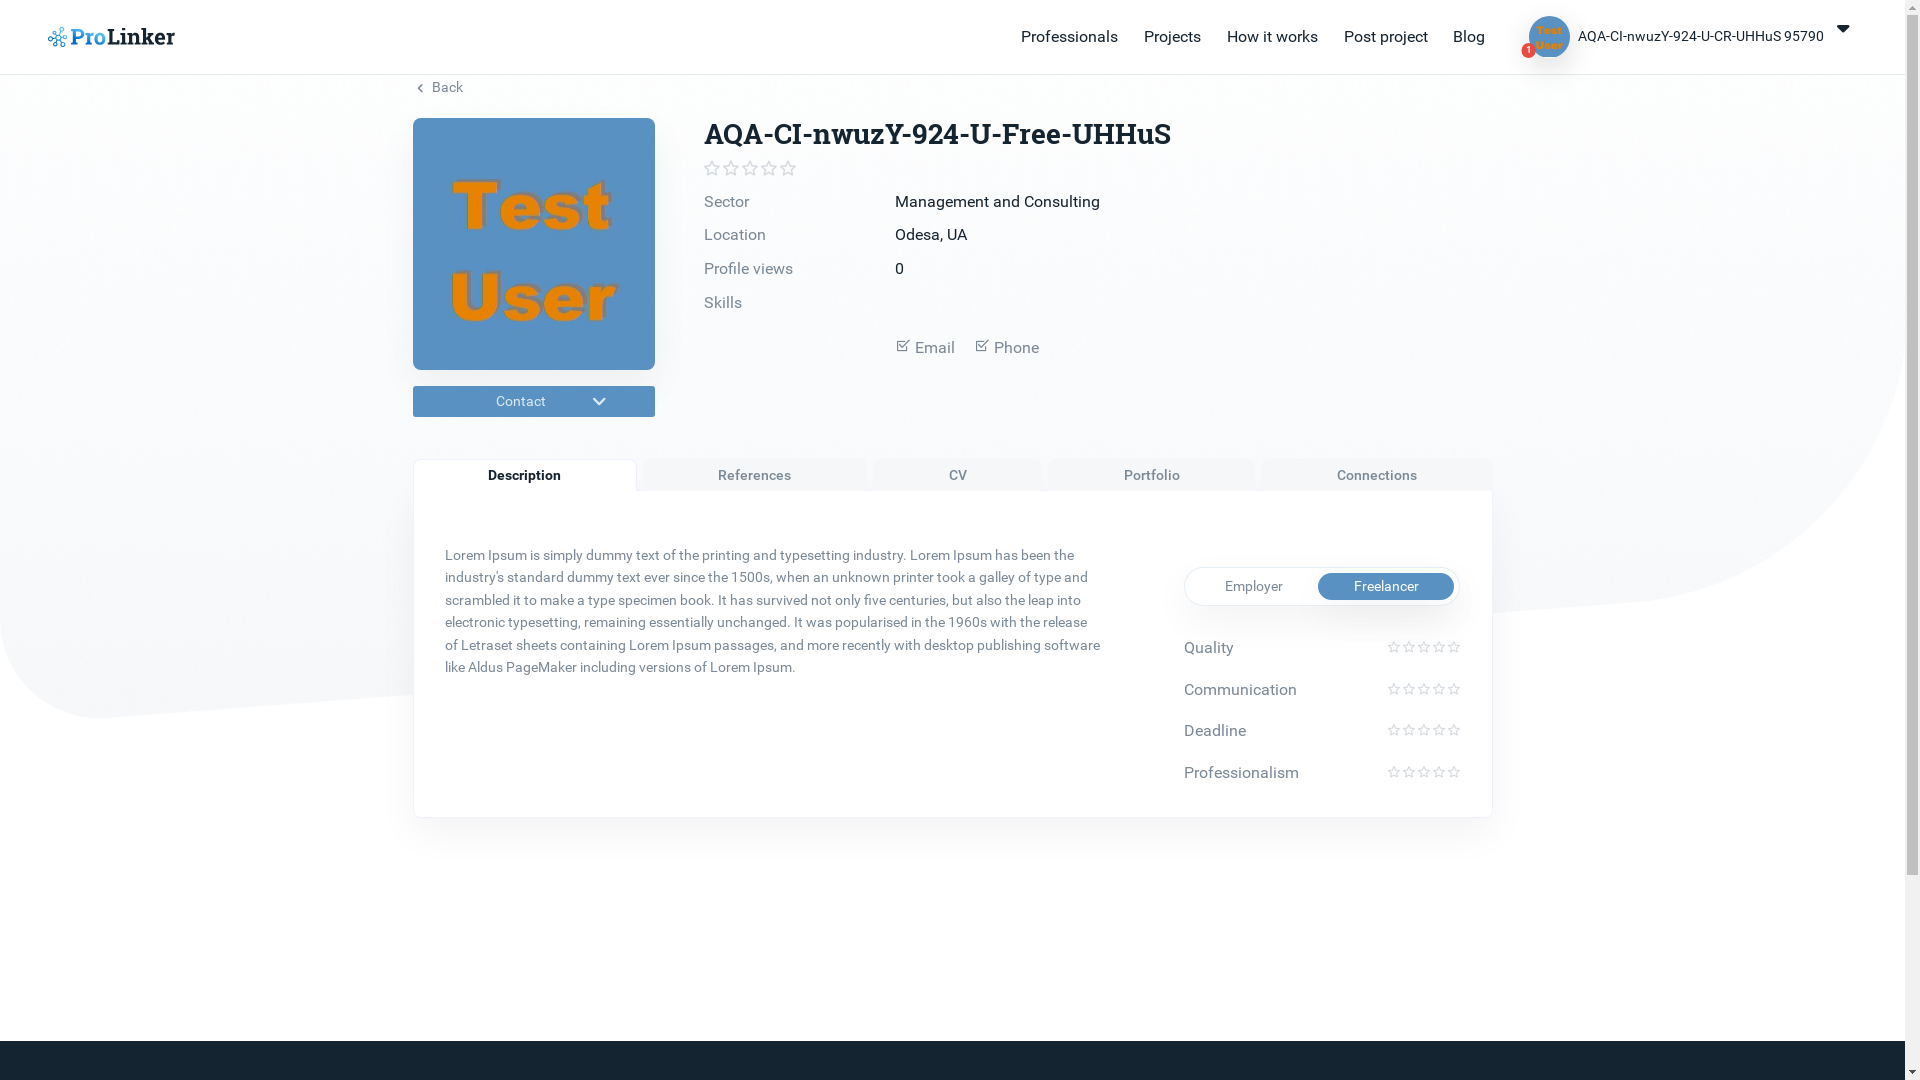 ProLinker
Professionals
Projects
How it works
Post project
Blog
Test
User
1
AQA-CI-nwuzY-924-U-CR-UHHuS 95790
Back
Test
User
AQA-CI-nwuzY-924-U-Free-UHHuS
Sector
Management and Consulting
Location
Odesa, UA
Profile views
0
Skills
Email
Phone
Contact
Description
References
CV
Portfolio
Connections
Lorem Ipsum is simply dummy text of the printing and typesetting industry. Lorem Ipsum has been the
industry's standard dummy text ever since the 1500s, when an unknown printer took a galley of type and
scrambled it to make a type specimen book. It has survived not only five centuries, but also the leap into
electronic typesetting, remaining essentially unchanged. It was popularised in the 1960s with the release
of Letraset sheets containing Lorem Ipsum passages, and more recently with desktop publishing software
like Aldus PageMaker including versions of Lorem Ipsum.
Employer
Freelancer
Quality
Communication
Deadline
Professionalism